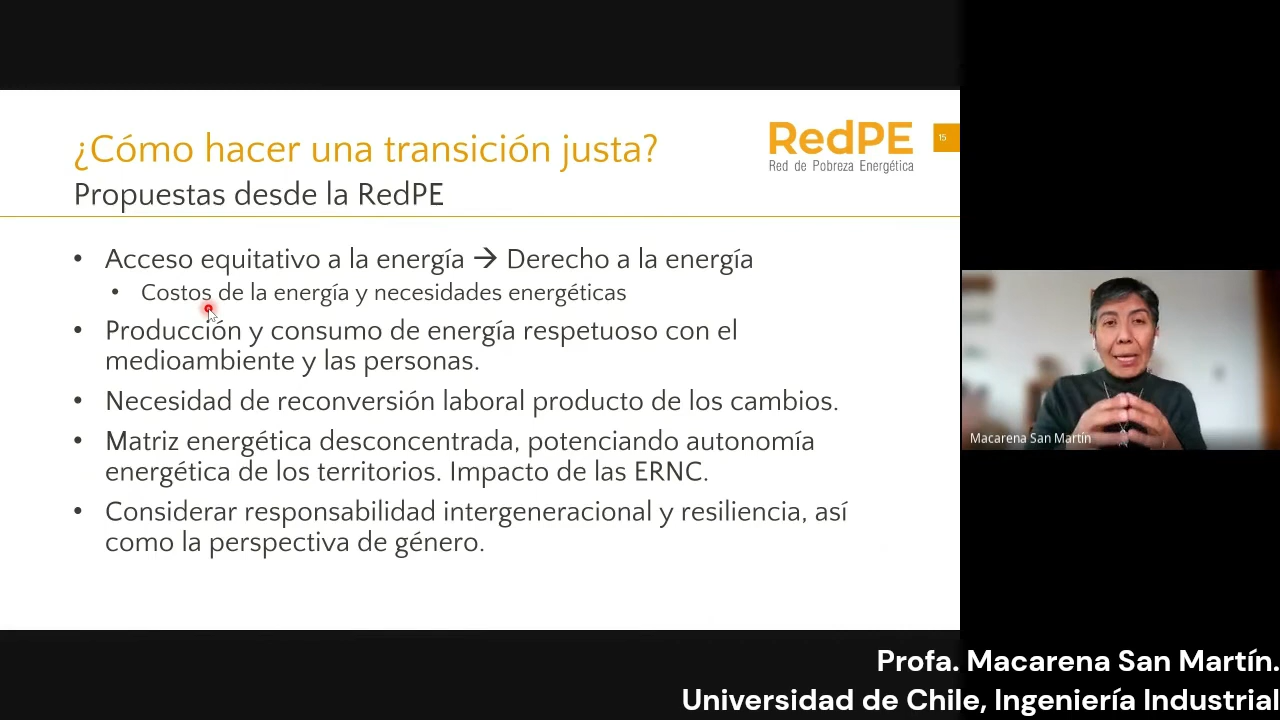 ¿Cómo hacer una transición justa?
Propuestas desde la RedPE
RedPE
Red de Pobreza Energética
15
• Acceso equitativo a la energía → Derecho a la energía
• Costos de la energía y necesidades energéticas
• Producción y consumo de energía respetuoso con el
medioambiente y las personas.
• Necesidad de reconversión laboral producto de los cambios.
• Matriz energética desconcentrada, potenciando autonomía
energética de los territorios. Impacto de las ERNC.
• Considerar responsabilidad intergeneracional y resiliencia, así
como la perspectiva de género.
Macarena San Martín
Profa. Macarena San Martín.
Universidad de Chile, Ingeniería Industrial